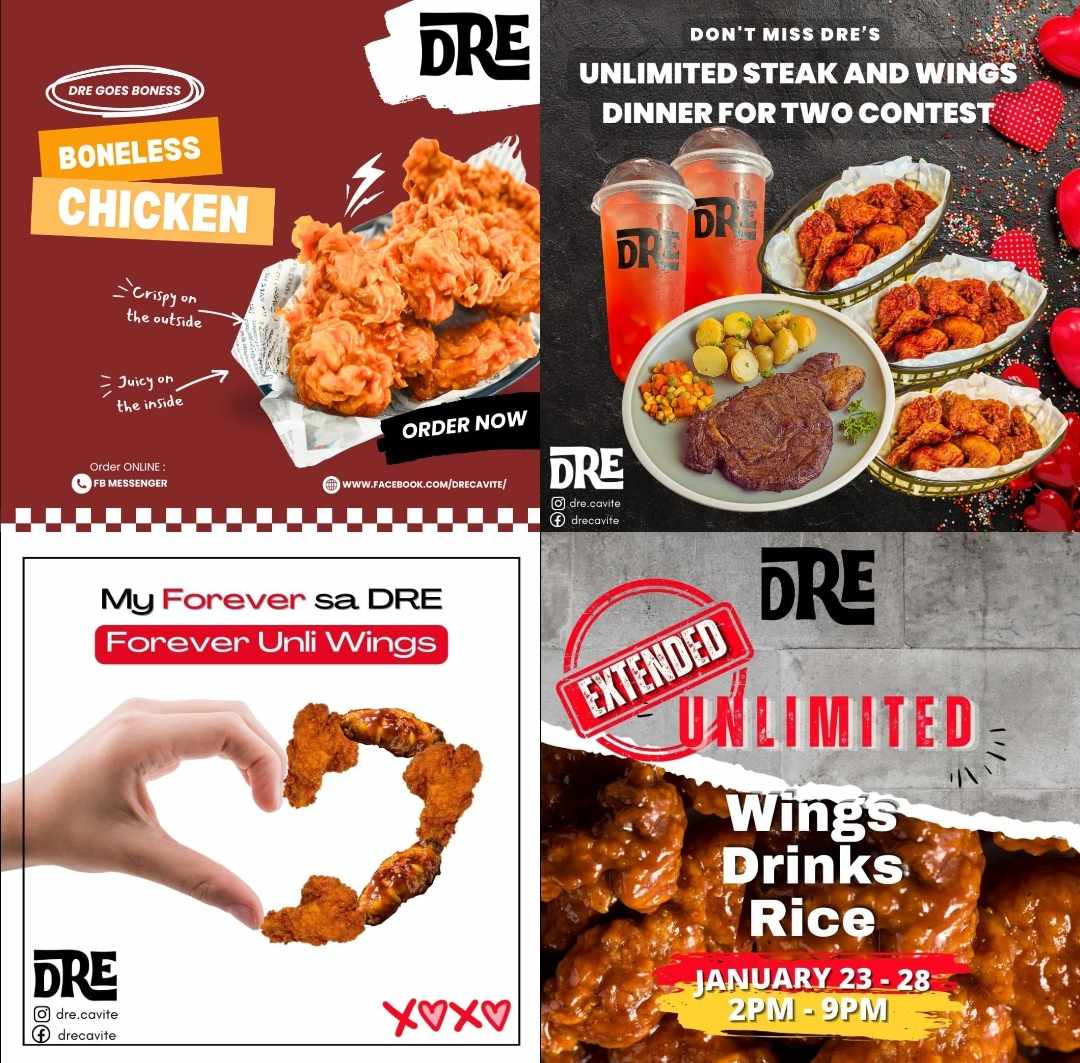 DRE
DRE GOES BONESS
BONELESS
CHICKEN
Crispy on
the outside
Juicy on
the inside
ORDER NOW
Order ONLINE :
FB MESSENGER
WWW.FACEBOOK.COM/DRECAVITE/
DON'T MISS DRE'S
UNLIMITED STEAK AND WINGS
DINNER FOR TWO CONTEST
DRE
DRE
DRE
dre.cavite
drecavite
My Forever sa DRE
Forever Unli Wings
DRE
dre.cavite
drecavite
XOXO
DRE
EXTENDED
UNLIMITED
Wings
Drinks
Rice
JANUARY 23 - 28
2PM - 9PM